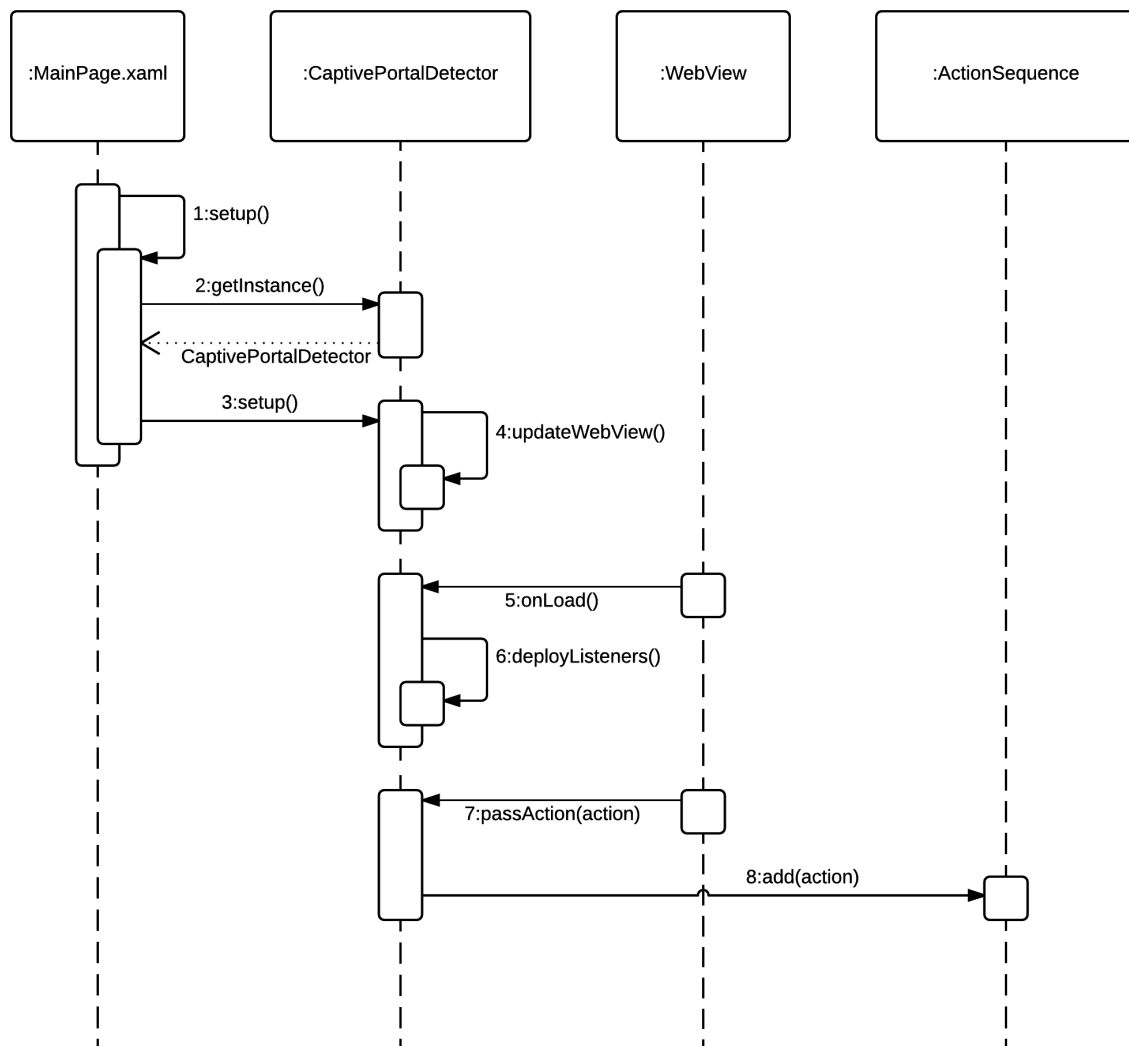 :MainPage.xaml
:CaptivePortalDetector
:WebView
:ActionSequence
1:setup()
2:getInstance()
CaptivePortalDetector
3:setup()
4:updateWebView()
5:onLoad()
6:deployListeners()
7:passAction(action)
8:add(action)